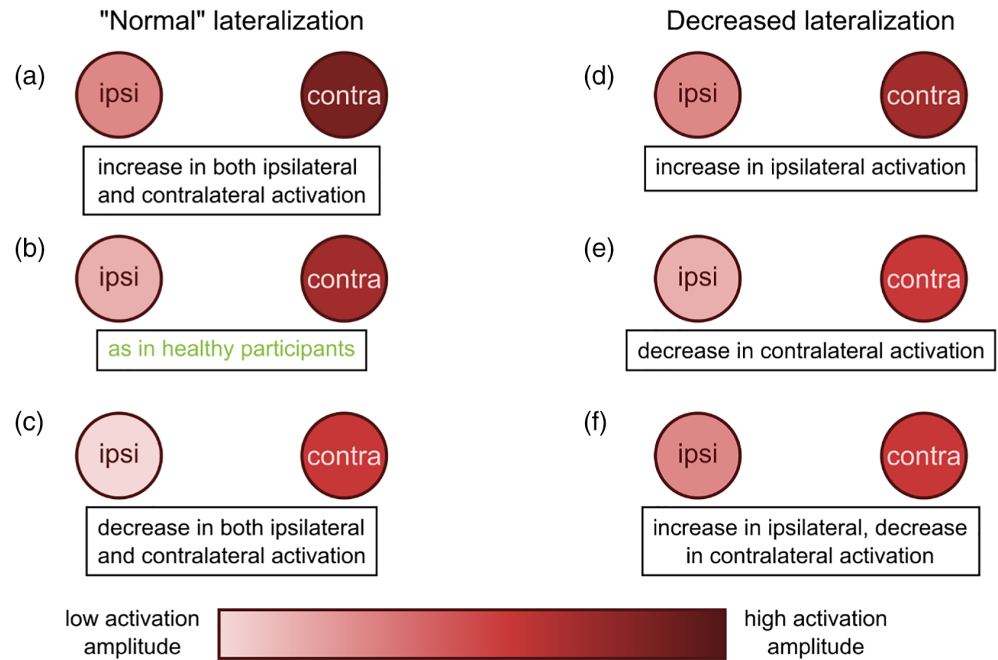 "Normal" lateralization
Decreased lateralization
(a)
ipsi
contra
increase in both ipsilateral
and contralateral activation
(d)
ipsi
contra
increase in ipsilateral activation
(b)
ipsi
contra
as in healthy participants
(e)
ipsi
contra
decrease in contralateral activation
(c)
ipsi
contra
decrease in both ipsilateral
and contralateral activation
(f)
ipsi
contra
increase in ipsilateral, decrease
in contralateral activation
low activation
amplitude
high activation
amplitude